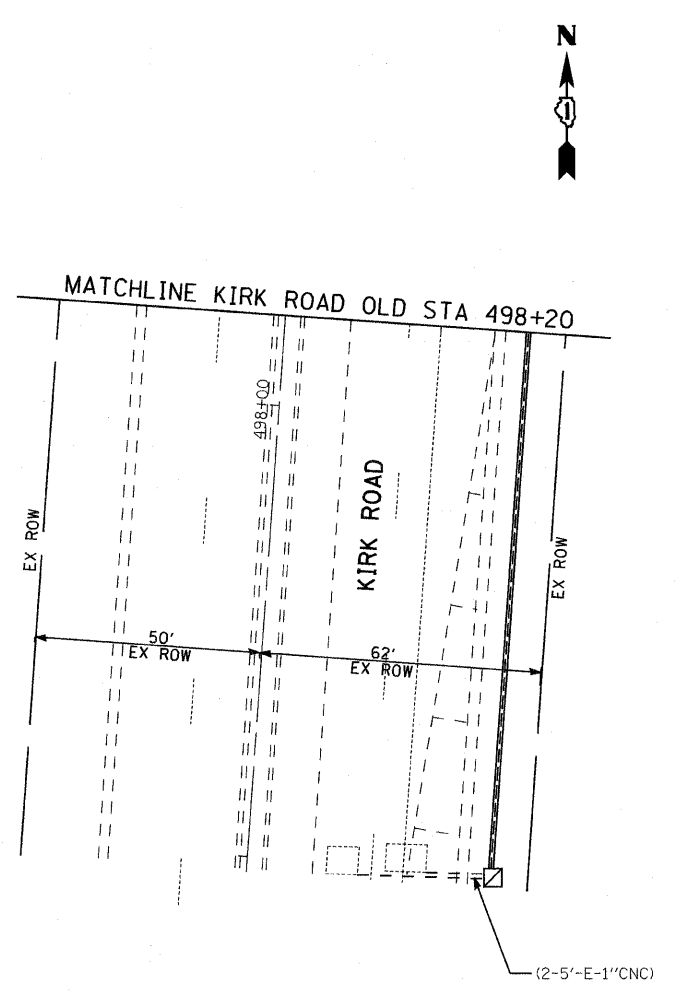 N
1
MATCHLINE KIRK ROAD OLD STA 498+20
498+00
KIRK ROAD
EX ROW
EX ROW
50'
EX ROW
62'
EX ROW
(2-5'-E-1''CNC)